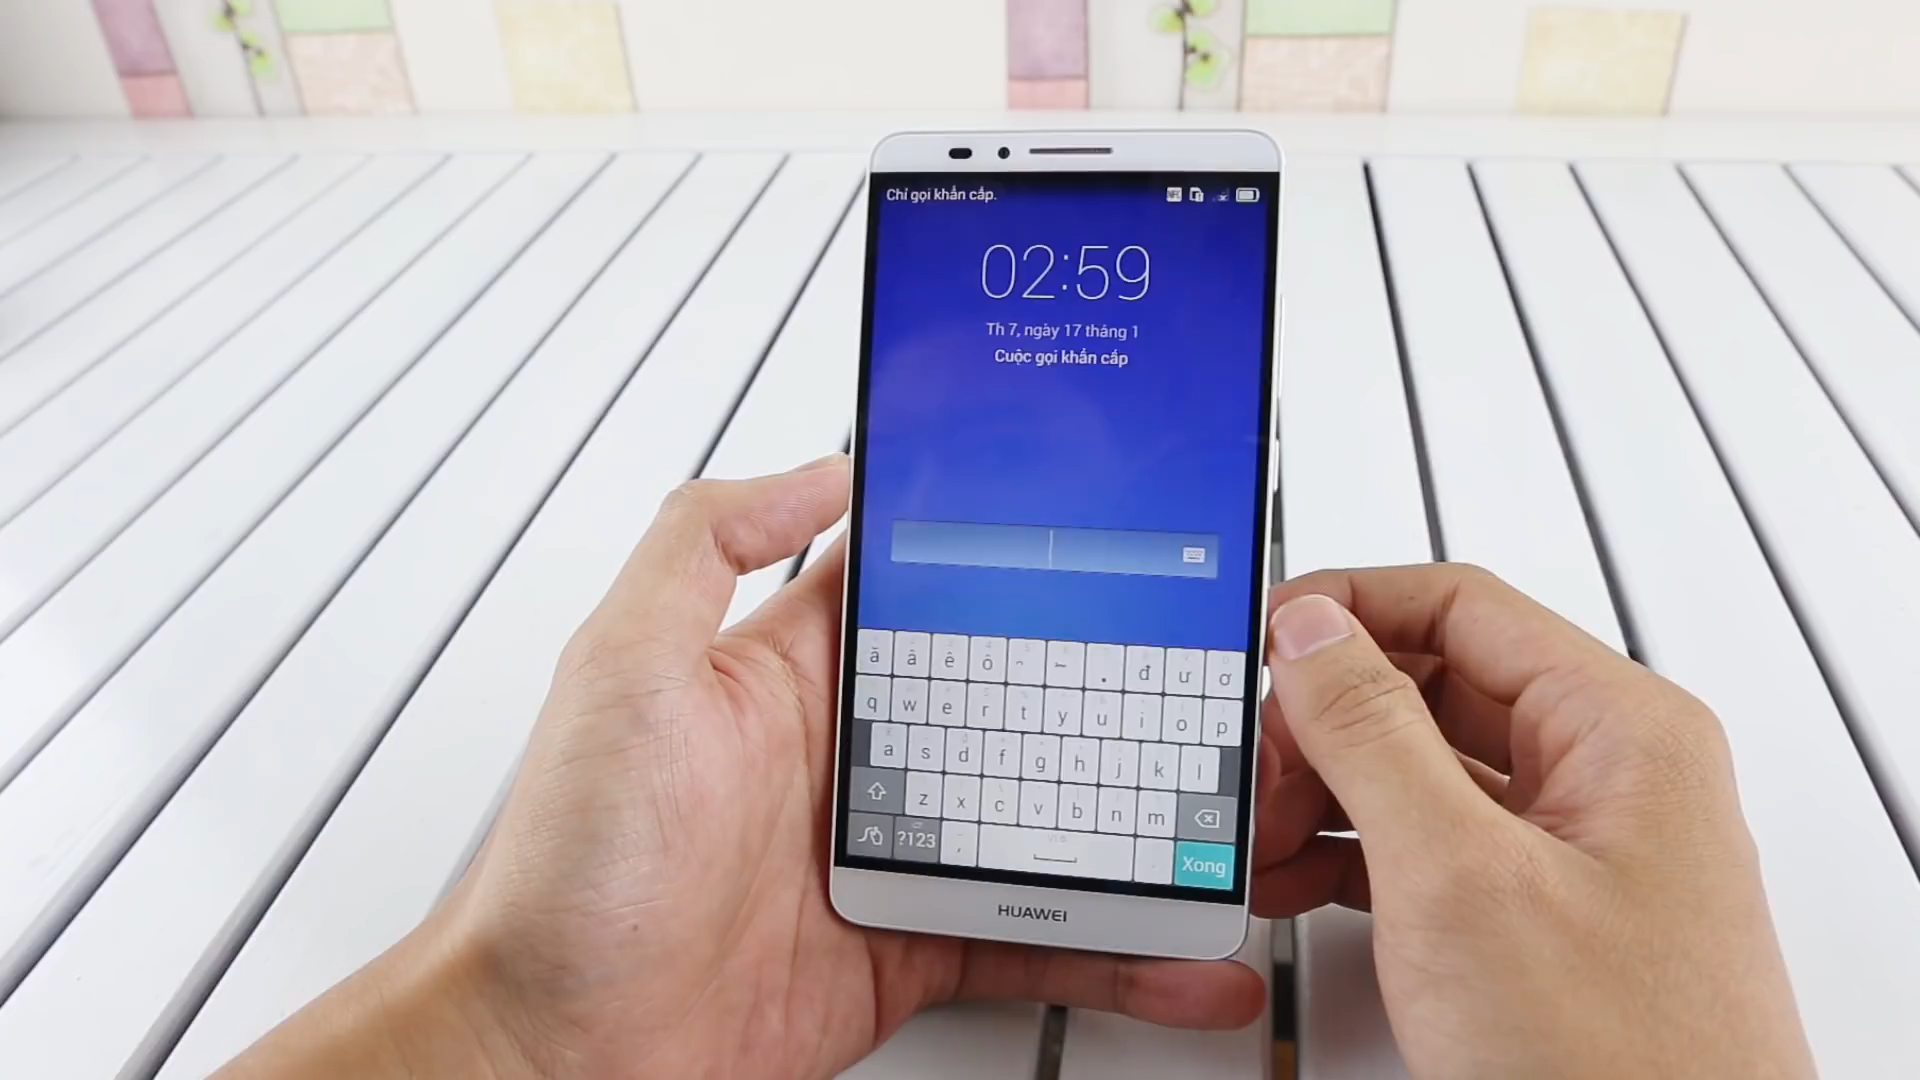 Chỉ gọi khẩn cấp.
02:59
Th 7, ngày 17 tháng 1
Cuộc gọi khẩn cấp
ă â ê ô . đ ư ơ
q w e r t y u i o p
a s d f g h j k l
z x c v b n m
?123 , . Xong
HUAWEI